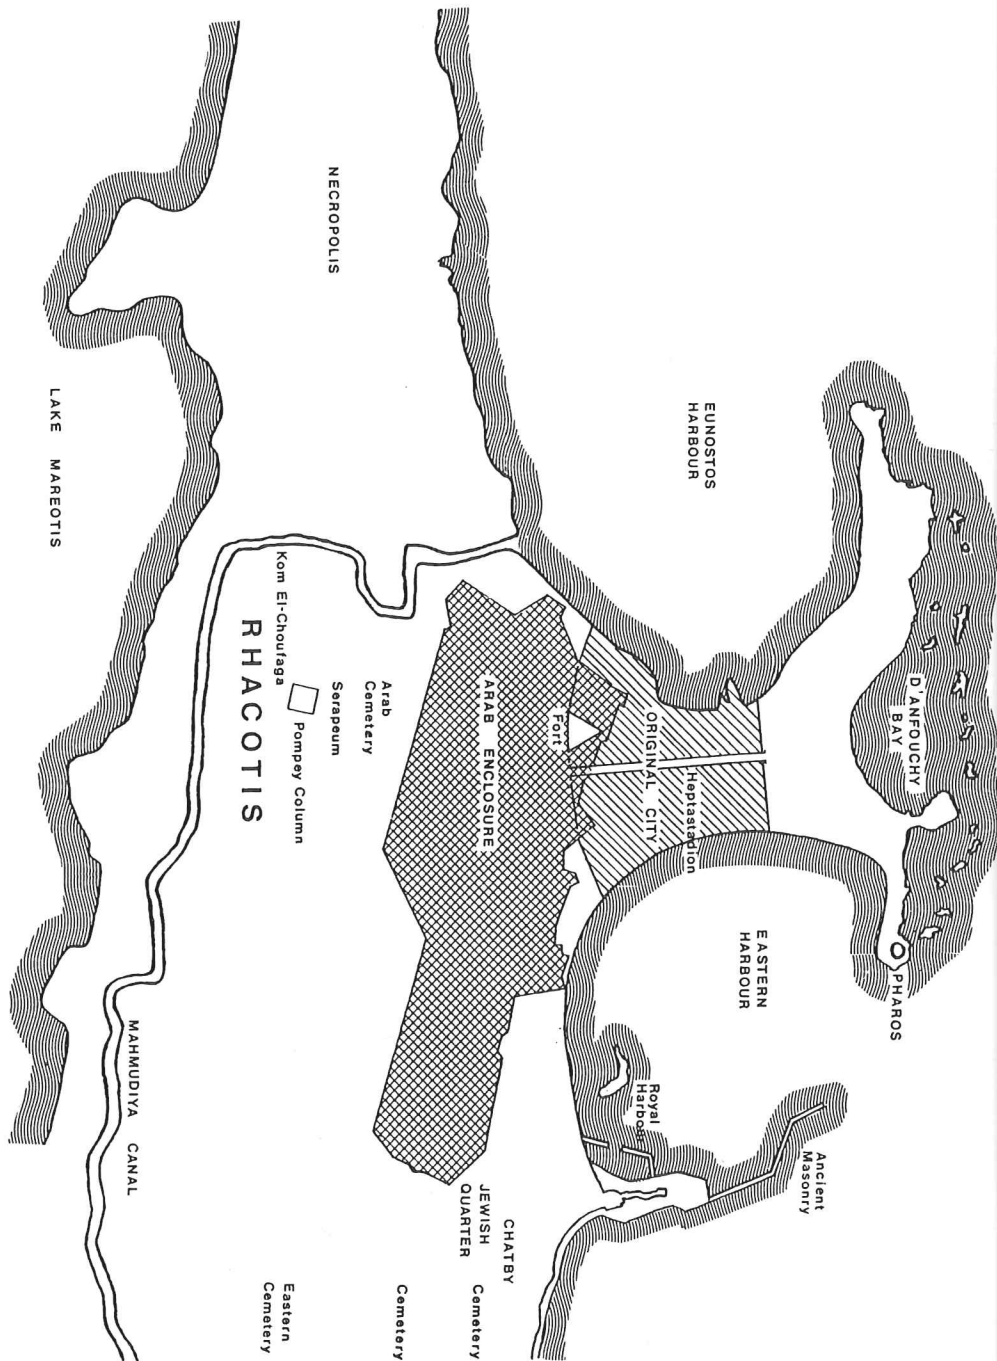 D'ANFOUCHY
BAY
PHAROS
EUNOSTOS
HARBOUR
EASTERN
HARBOUR
Ancient
Masonry
Heptastadion
ORIGINAL CITY
Royal
Harbour
Fort
ARAB ENCLOSURE
CHATBY
JEWISH
QUARTER
Cemetery
Cemetery
Arab
Cemetery
Serapeum
Pompey Column
Kom El-Choufaga
RHACOTIS
Eastern
Cemetery
NECROPOLIS
MAHMUDIYA CANAL
LAKE MAREOTIS